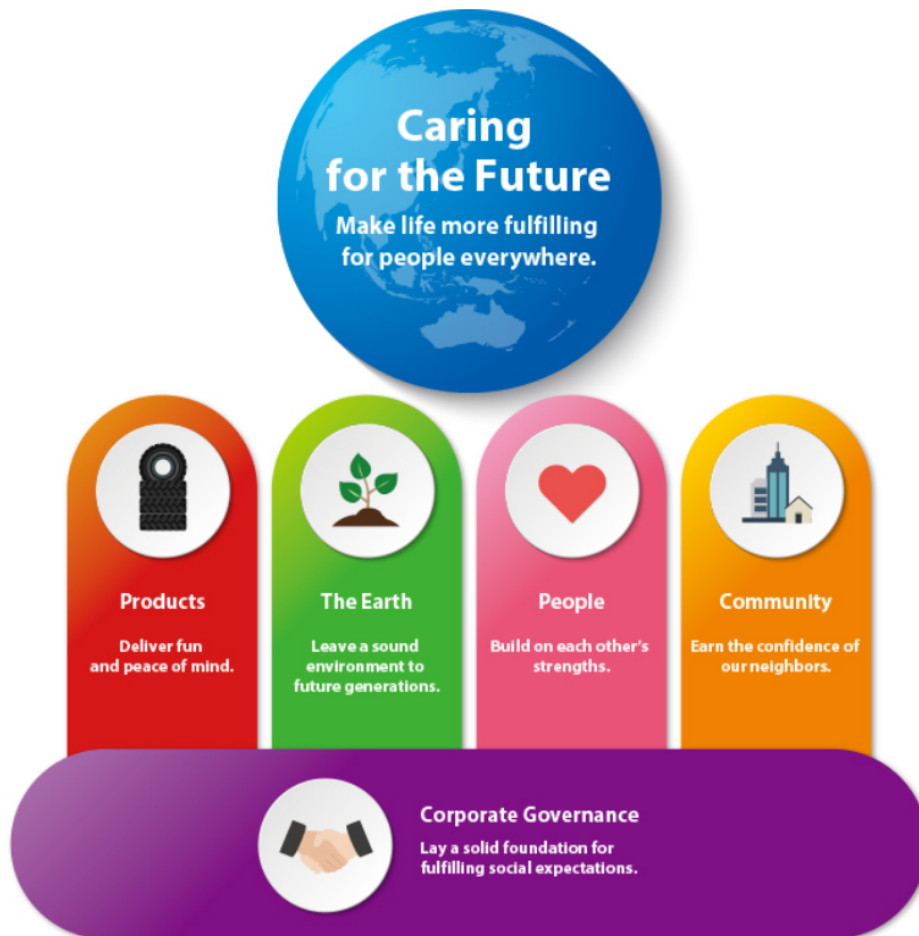 Caring
for the Future
Make life more fulfilling
for people everywhere.
Products
Deliver fun
and peace of mind.
The Earth
Leave a sound
environment to
future generations.
People
Build on each other's
strengths.
Community
Earn the confidence of
our neighbors.
Corporate Governance
Lay a solid foundation for
fulfilling social expectations.